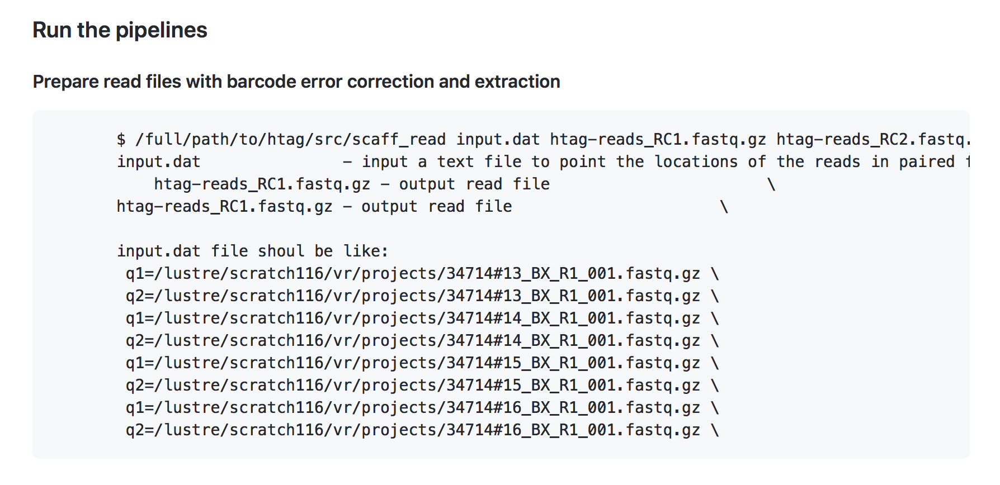 Run the pipelines
Prepare read files with barcode error correction and extraction
$ /full/path/to/htag/src/scaff_read input.dat htag-reads_RC1.fastq.gz htag-reads_RC2.fastq.
input.dat               – input a text file to point the locations of the reads in paired f
    htag-reads_RC1.fastq.gz – output read file                       \
htag-reads_RC1.fastq.gz – output read file                      \
input.dat file shoul be like:
 q1=/lustre/scratch116/vr/projects/34714#13_BX_R1_001.fastq.gz \
 q2=/lustre/scratch116/vr/projects/34714#13_BX_R1_001.fastq.gz \
 q1=/lustre/scratch116/vr/projects/34714#14_BX_R1_001.fastq.gz \
 q2=/lustre/scratch116/vr/projects/34714#14_BX_R1_001.fastq.gz \
 q1=/lustre/scratch116/vr/projects/34714#15_BX_R1_001.fastq.gz \
 q2=/lustre/scratch116/vr/projects/34714#15_BX_R1_001.fastq.gz \
 q1=/lustre/scratch116/vr/projects/34714#16_BX_R1_001.fastq.gz \
 q2=/lustre/scratch116/vr/projects/34714#16_BX_R1_001.fastq.gz \